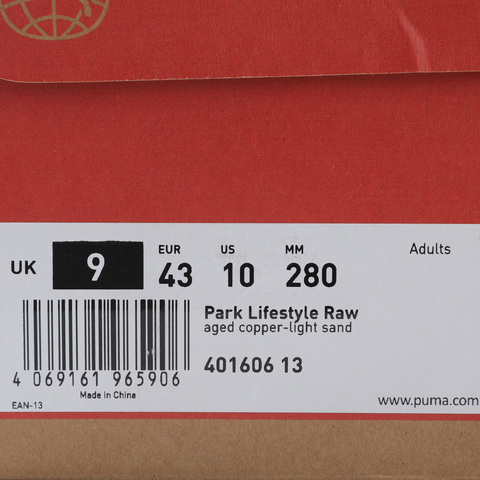 UK 9
EUR US MM
43 10 280
Adults
Park Lifestyle Raw
aged copper-light sand
401606 13
4 069161 965906
Made in China
EAN-13
www.puma.com